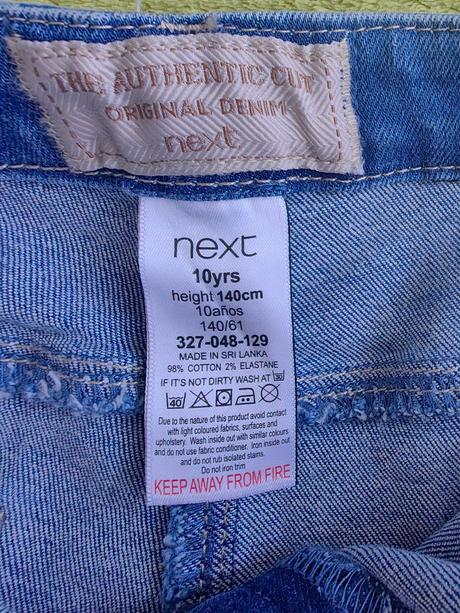 THE AUTHENTIC CUT
ORIGINAL DENIM
next
next
10yrs
height 140cm
10años
140/61
327-048-129
MADE IN SRI LANKA
98% COTTON 2% ELASTANE
IF IT'S NOT DIRTY WASH AT 30
40
Due to the nature of this product avoid contact
with light coloured fabrics, surfaces and
upholstery. Wash inside out with similar colours
and do not use fabric conditioner. Iron inside out
and do not rub isolated stains.
Do not iron trim
KEEP AWAY FROM FIRE